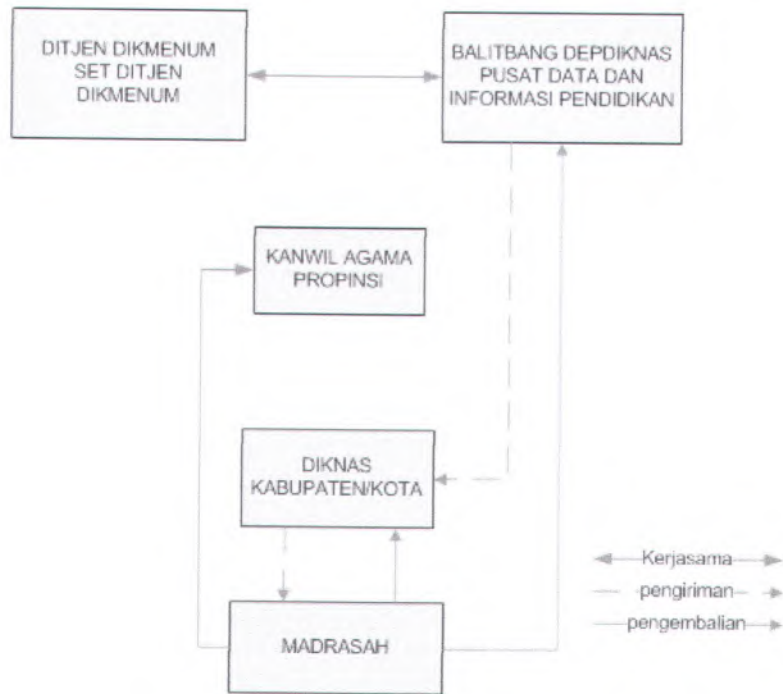 DITJEN DIKMENUM
SET DITJEN
DIKMENUM
BALITBANG DEPDIKNAS
PUSAT DATA DAN
INFORMASI PENDIDIKAN
KANWIL AGAMA
PROPINSI
DIKNAS
KABUPATEN/KOTA
MADRASAH
Kerjasama
pengiriman
pengembalian